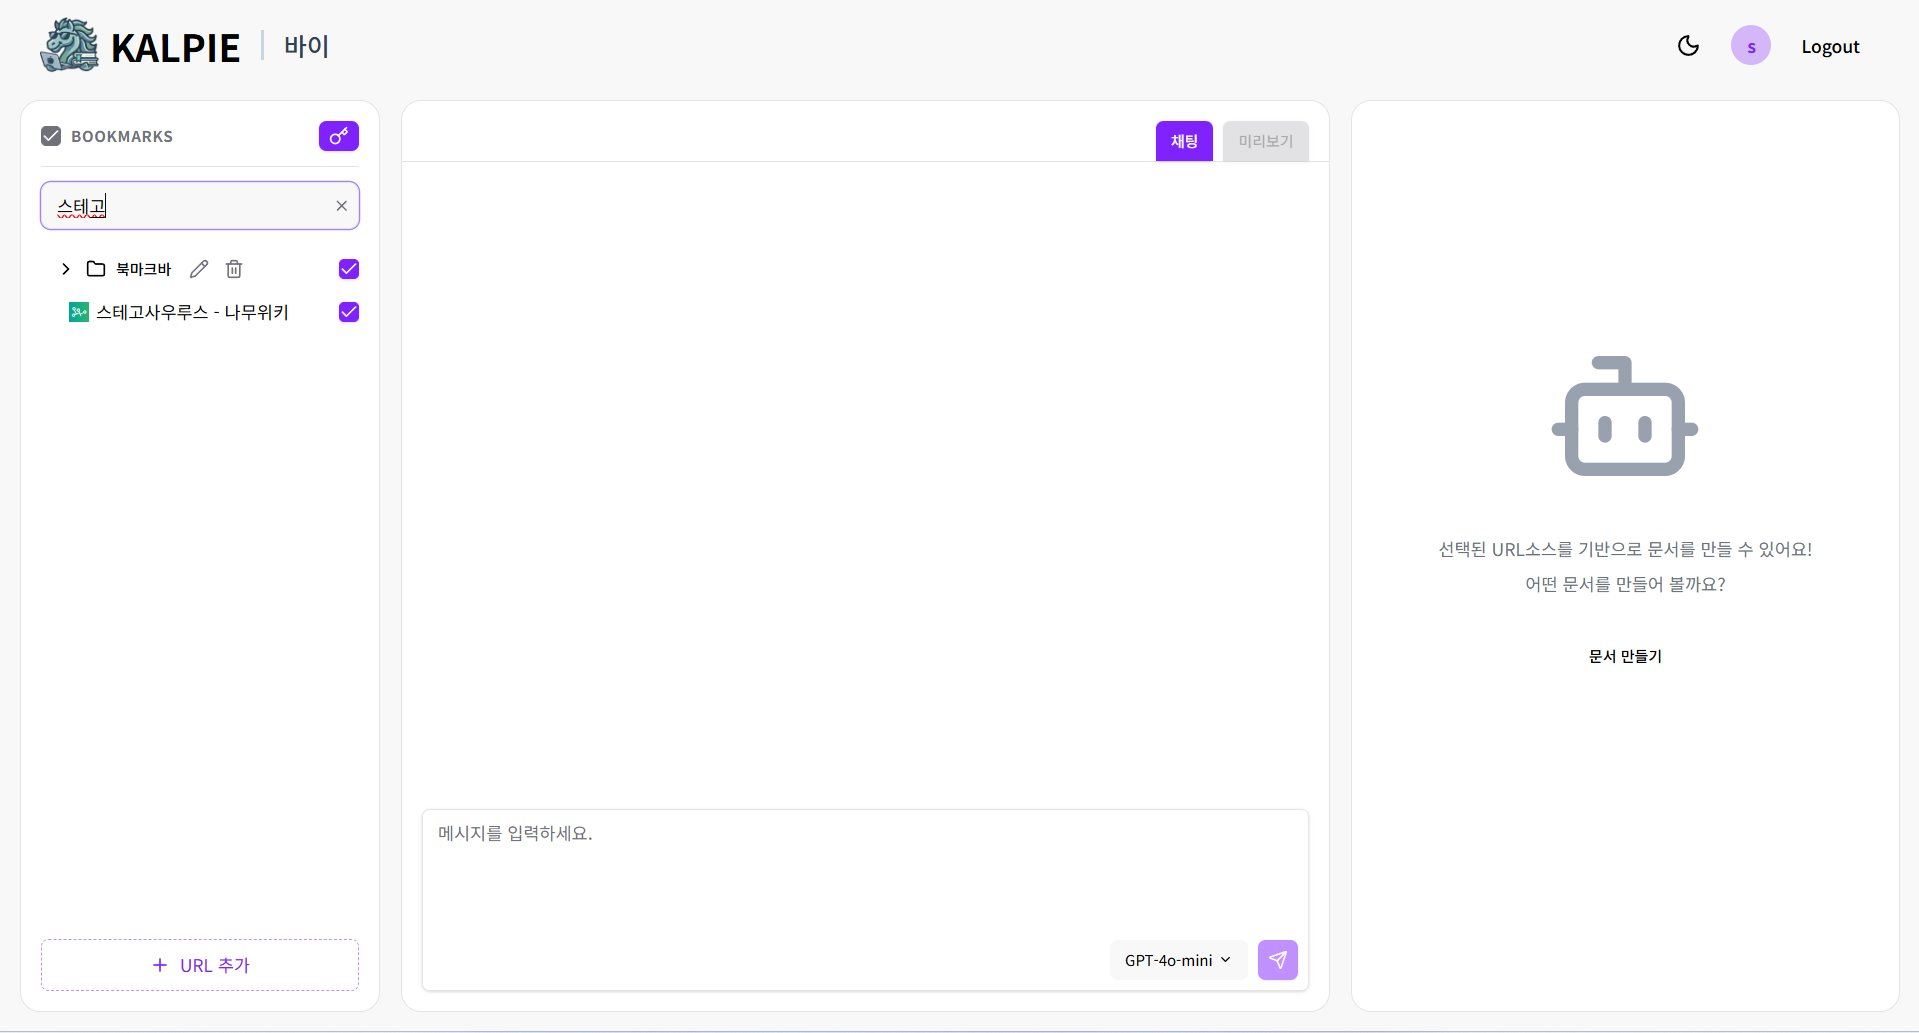 KALPIE
바이
s
Logout
BOOKMARKS
스테고
북마크바
스테고사우루스 - 나무위키
URL 추가
채팅
미리보기
메시지를 입력하세요.
GPT-4o-mini
선택된 URL소스를 기반으로 문서를 만들 수 있어요!
어떤 문서를 만들어 볼까요?
문서 만들기